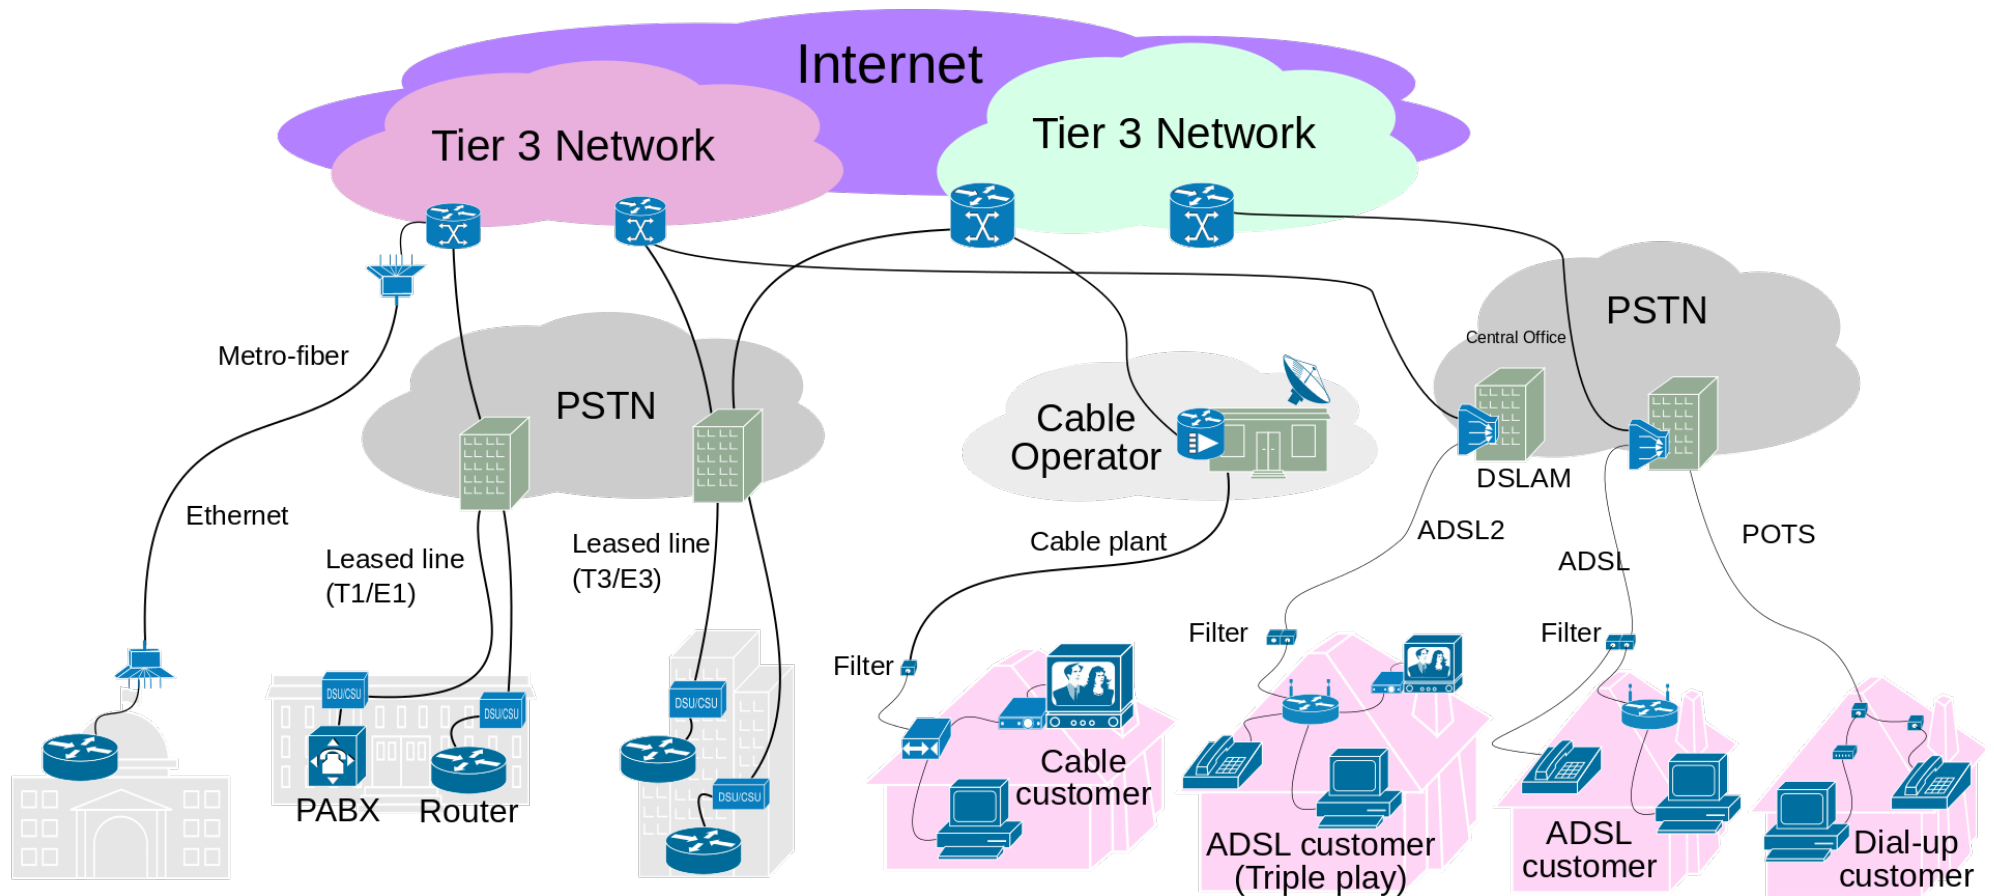 Internet
Tier 3 Network
Tier 3 Network
PSTN
Central Office
Metro-fiber
PSTN
Cable
Operator
DSLAM
Ethernet
ADSL2
POTS
Leased line
(T1/E1)
Leased line
(T3/E3)
Cable plant
ADSL
Filter
Filter
Filter
DSU/CSU
DSU/CSU
DSU/CSU
DSU/CSU
PABX
Router
Cable
customer
ADSL customer
(Triple play)
ADSL
customer
Dial-up
customer